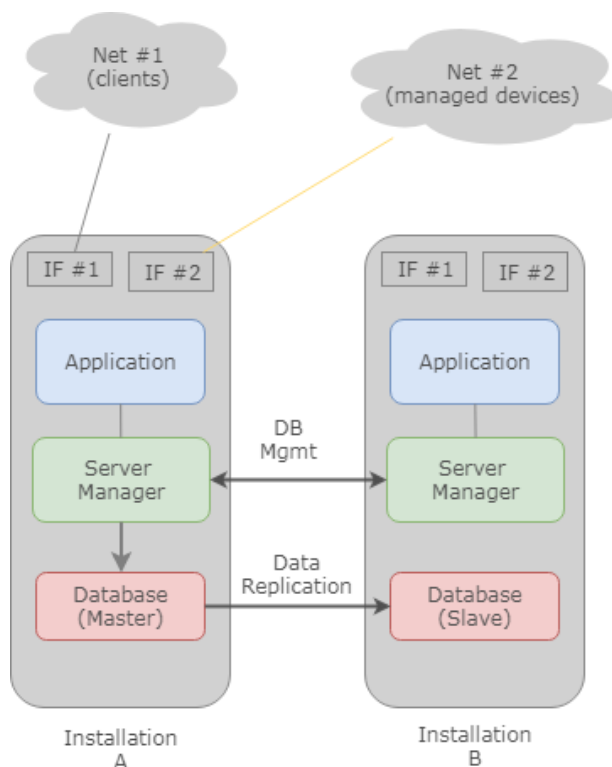 Net #1
(clients)
Net #2
(managed devices)
IF #1
IF #2
IF #1
IF #2
Application
Application
DB
Mgmt
Server
Manager
Server
Manager
Data
Replication
Database
(Master)
Database
(Slave)
Installation
A
Installation
B